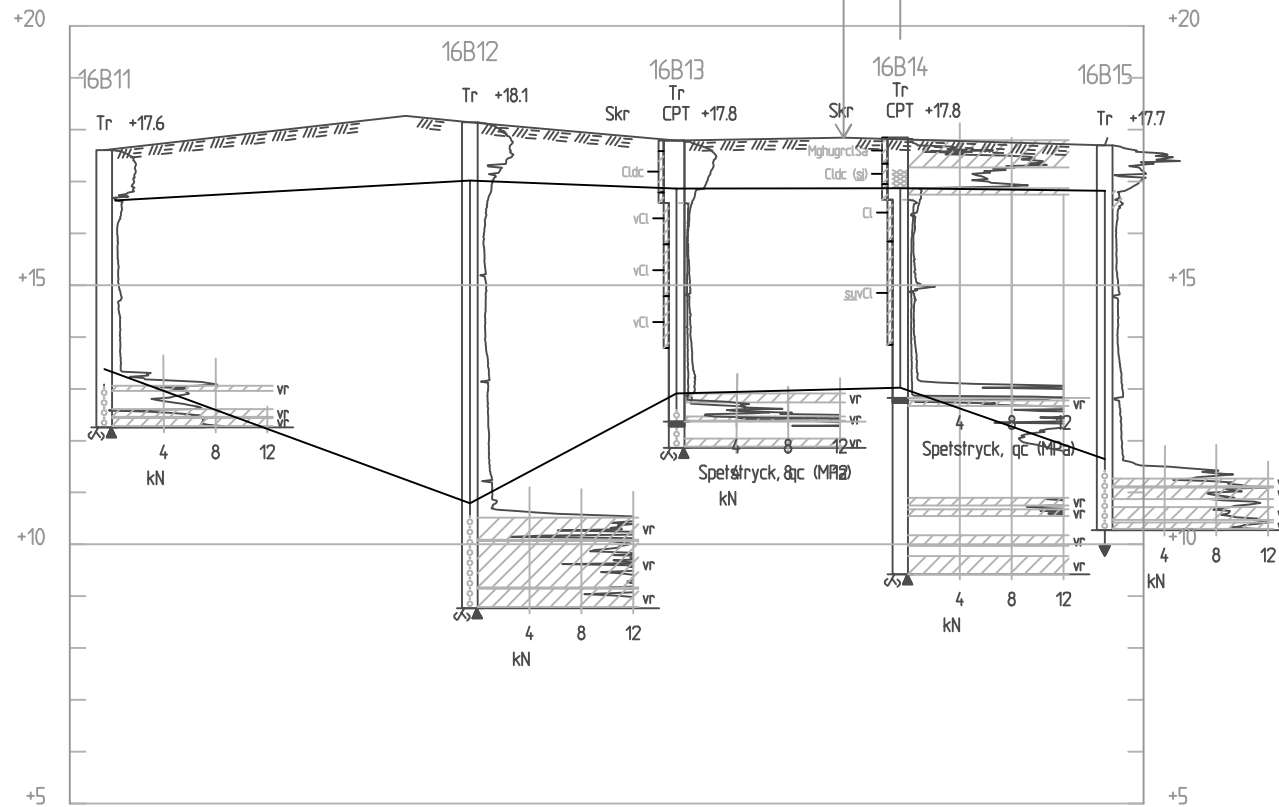 +20 +20
16B12
16B13 16B14
16B11 16B15
Tr +18.1 Tr Tr
Skr CPT +17.8 Skr CPT +17.8
Tr +17.6 Tr +17.7
MghugrclSa
Cldc Cldc (si)
vCl Cl
+15 vCl suvCl +15
vCl
vr vr vr
vr vr vr
4 8 12 4 8 12 4 8 12
Spetstryck, qc (MPa) Spetstryck, qc (MPa)
kN 4 8 12
kN
vr vr
vr
+10 vr +10
vr 4 8 12
vr kN
vr
4 8 12
4 8 12 kN
kN
+5 +5